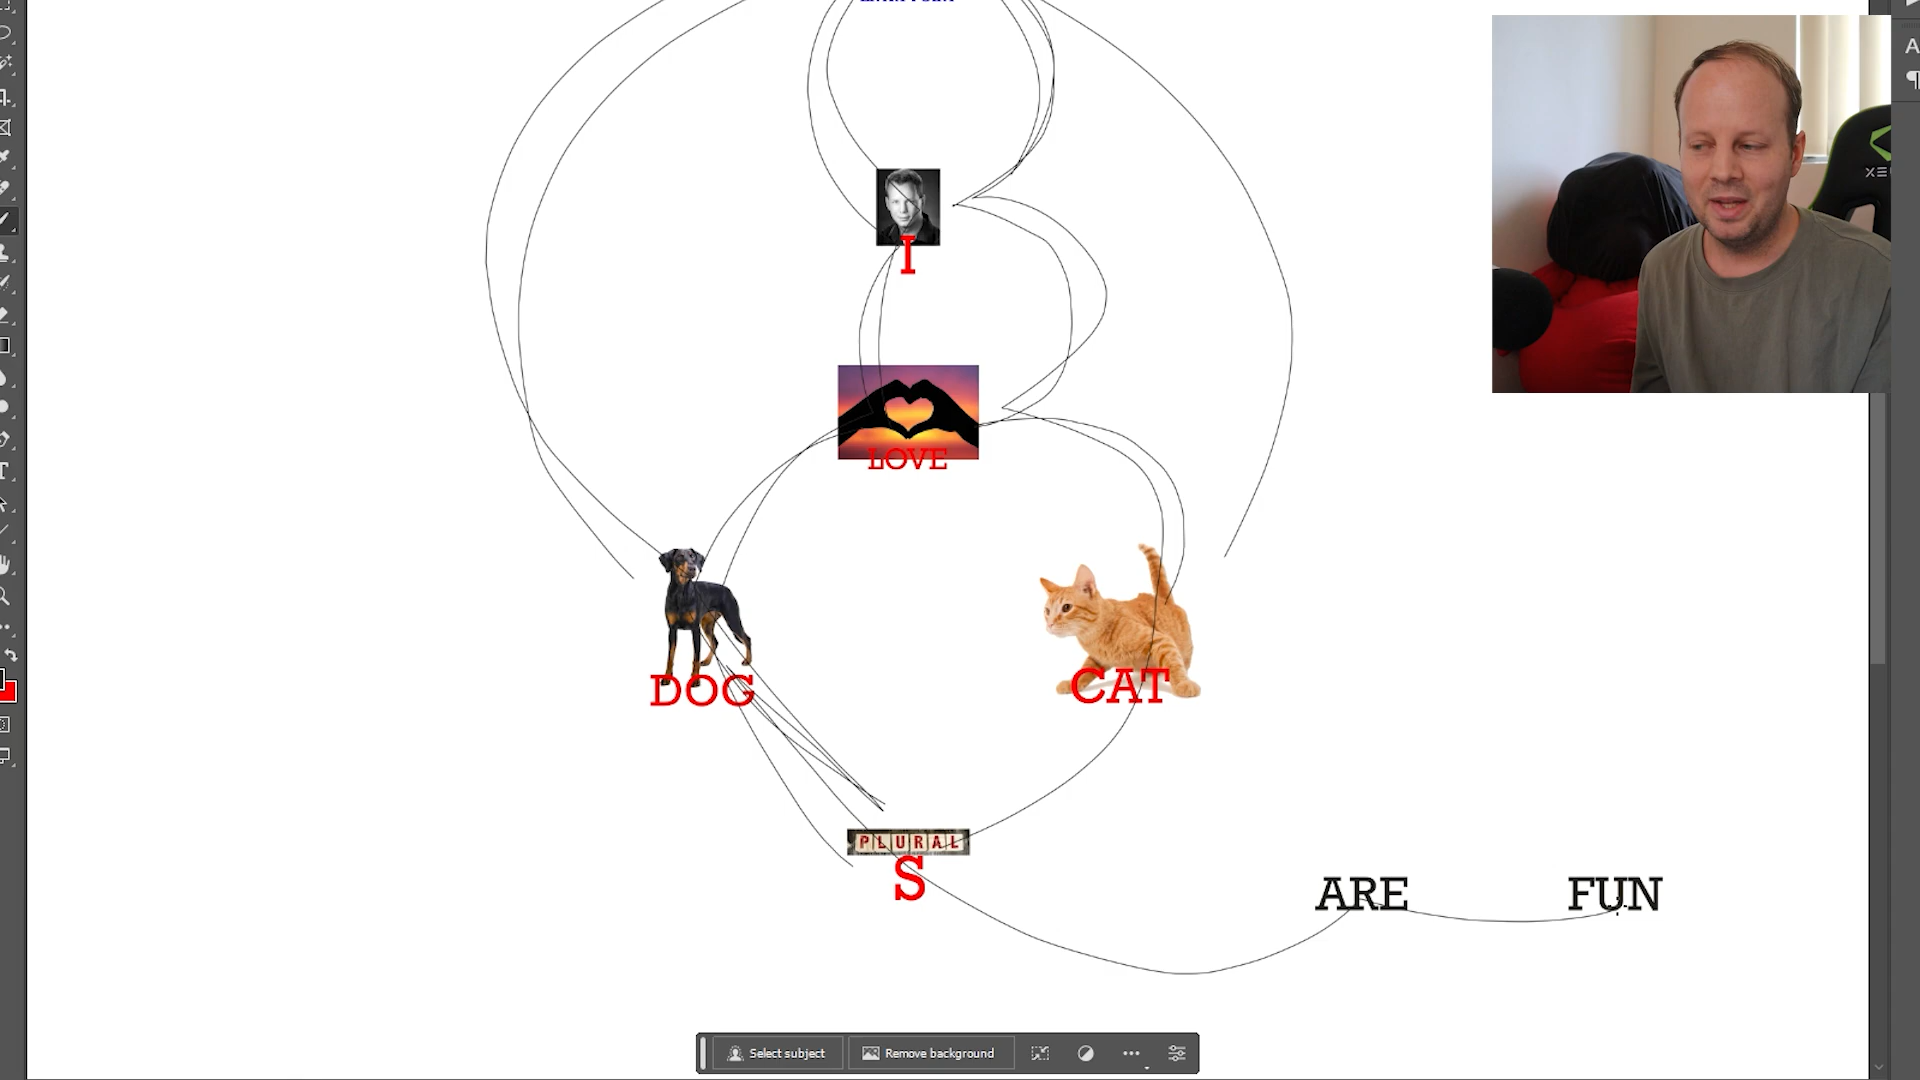 I
LOVE
DOG
CAT
PLURAL
S
ARE
FUN
Select subject
Remove background